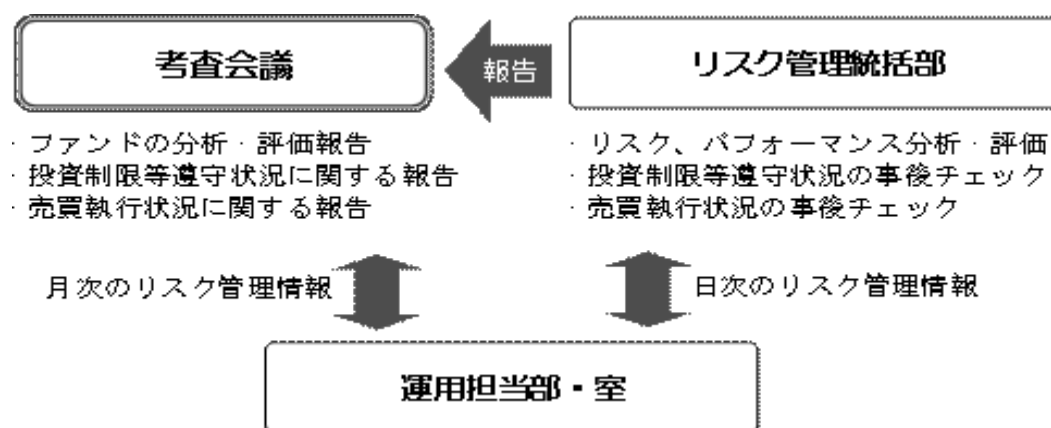 考査会議
報告
リスク管理統括部
・ファンドの分析・評価報告
・投資制限等遵守状況に関する報告
・売買執行状況に関する報告
・リスク、パフォーマンス分析・評価
・投資制限等遵守状況の事後チェック
・売買執行状況の事後チェック
月次のリスク管理情報
日次のリスク管理情報
運用担当部・室